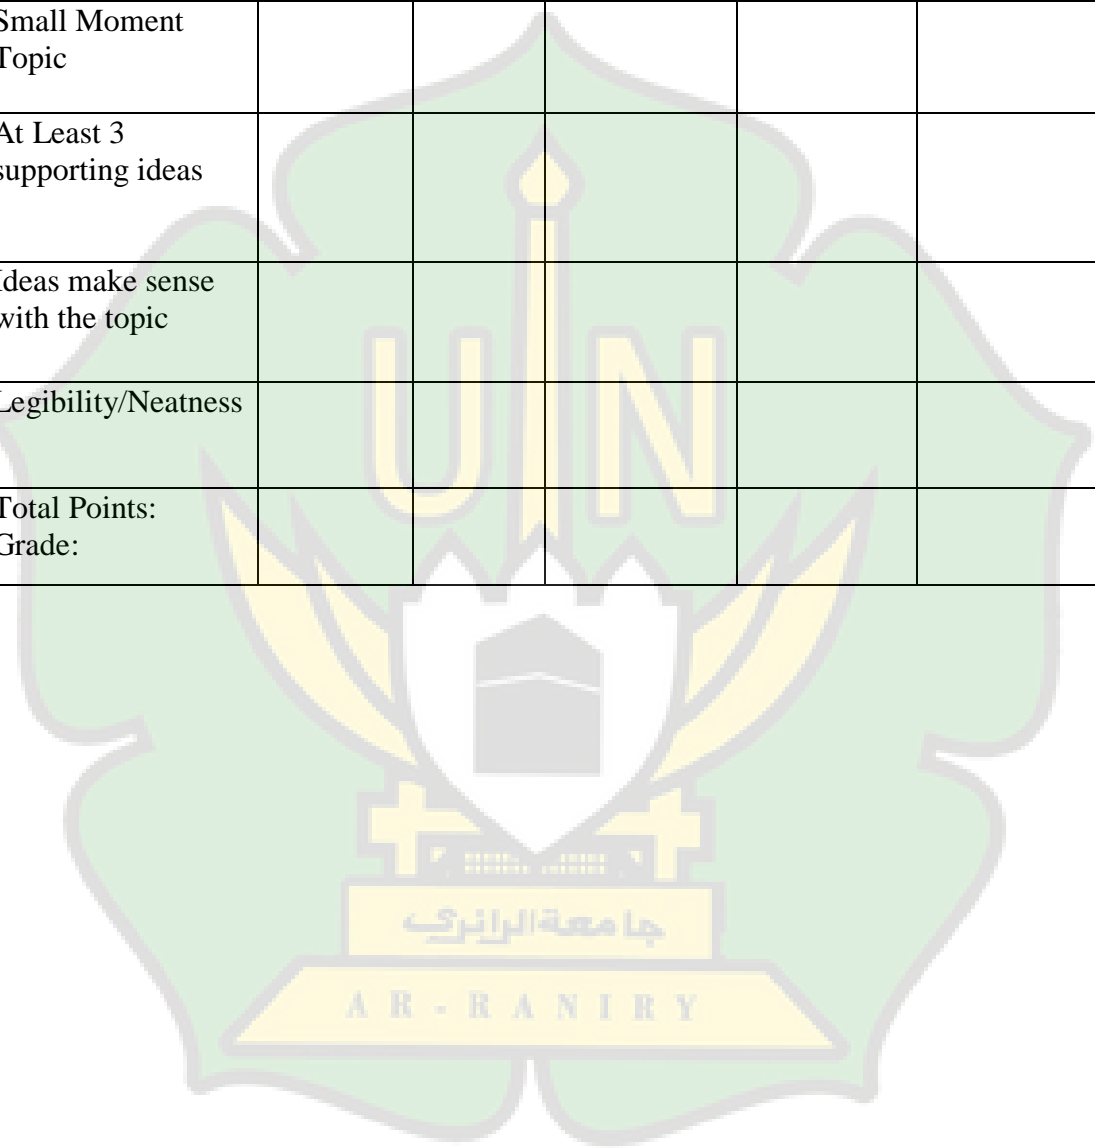 Small Moment
Topic
At Least 3
supporting ideas
Ideas make sense
with the topic
Legibility/Neatness
Total Points:
Grade:
UIN
جامعة الرانري
AR-RANIRY